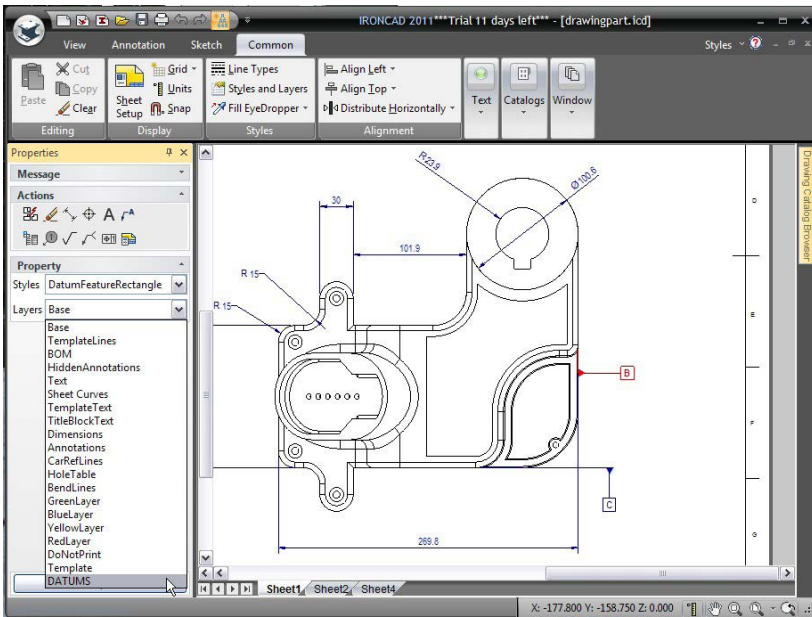 IRONCAD 2011***Trial 11 days left*** - [drawingpart.icd]
View Annotation Sketch Common Styles
Paste
Cut
Copy
Clear
Editing
Sheet Setup
Grid
Units
Snap
Display
Line Types
Styles and Layers
Fill EyeDropper
Styles
Align Left
Align Top
Distribute Horizontally
Alignment
Text Catalogs Window
Properties
Message
Actions
Property
Styles DatumFeatureRectangle
Layers Base
Base
TemplateLines
BOM
HiddenAnnotations
Text
Sheet Curves
TemplateText
TitleBlockText
Dimensions
Annotations
CarRefLines
HoleTable
BendLines
GreenLayer
BlueLayer
YellowLayer
RedLayer
DoNotPrint
Template
DATUMS
R23.9
Ø100.6
30
101.9
R 15
R 15
B
C
269.8
D
E
F
G
Drawing Catalog Browser
Sheet1 Sheet2 Sheet4
X: -177.800 Y: -158.750 Z: 0.000